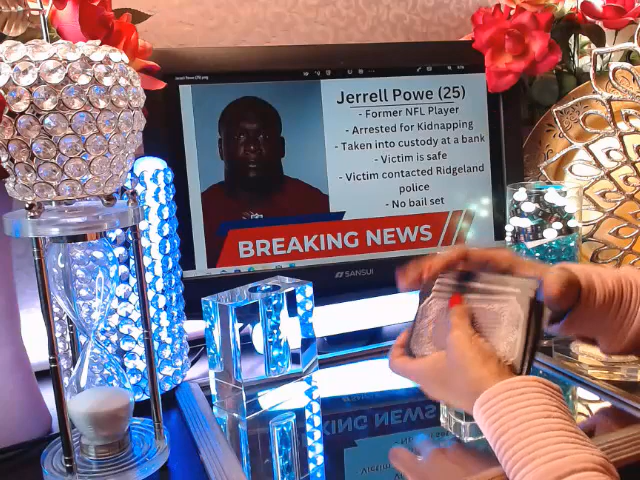 Jerrell Powe (25)
- Former NFL Player
- Arrested for Kidnapping
- Taken into custody at a bank
- Victim is safe
- Victim contacted Ridgeland
police
- No bail set
BREAKING NEWS
SANSUI